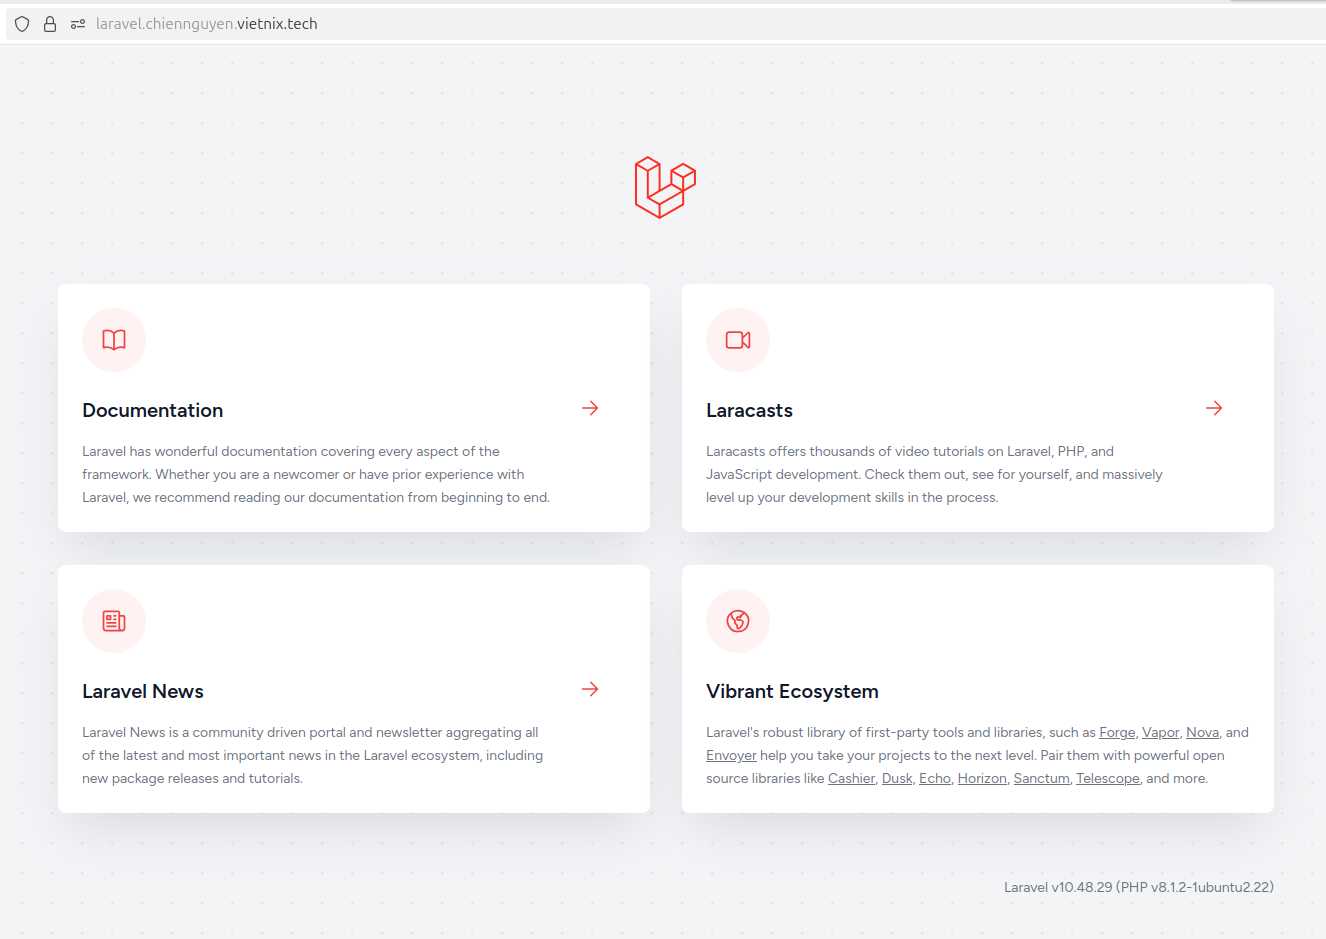 laravel.chiennguyen.vietnix.tech
Documentation
Laravel has wonderful documentation covering every aspect of the
framework. Whether you are a newcomer or have prior experience with
Laravel, we recommend reading our documentation from beginning to end.
Laracasts
Laracasts offers thousands of video tutorials on Laravel, PHP, and
JavaScript development. Check them out, see for yourself, and massively
level up your development skills in the process.
Laravel News
Laravel News is a community driven portal and newsletter aggregating all
of the latest and most important news in the Laravel ecosystem, including
new package releases and tutorials.
Vibrant Ecosystem
Laravel's robust library of first-party tools and libraries, such as Forge, Vapor, Nova, and
Envoyer help you take your projects to the next level. Pair them with powerful open
source libraries like Cashier, Dusk, Echo, Horizon, Sanctum, Telescope, and more.
Laravel v10.48.29 (PHP v8.1.2-1ubuntu2.22)